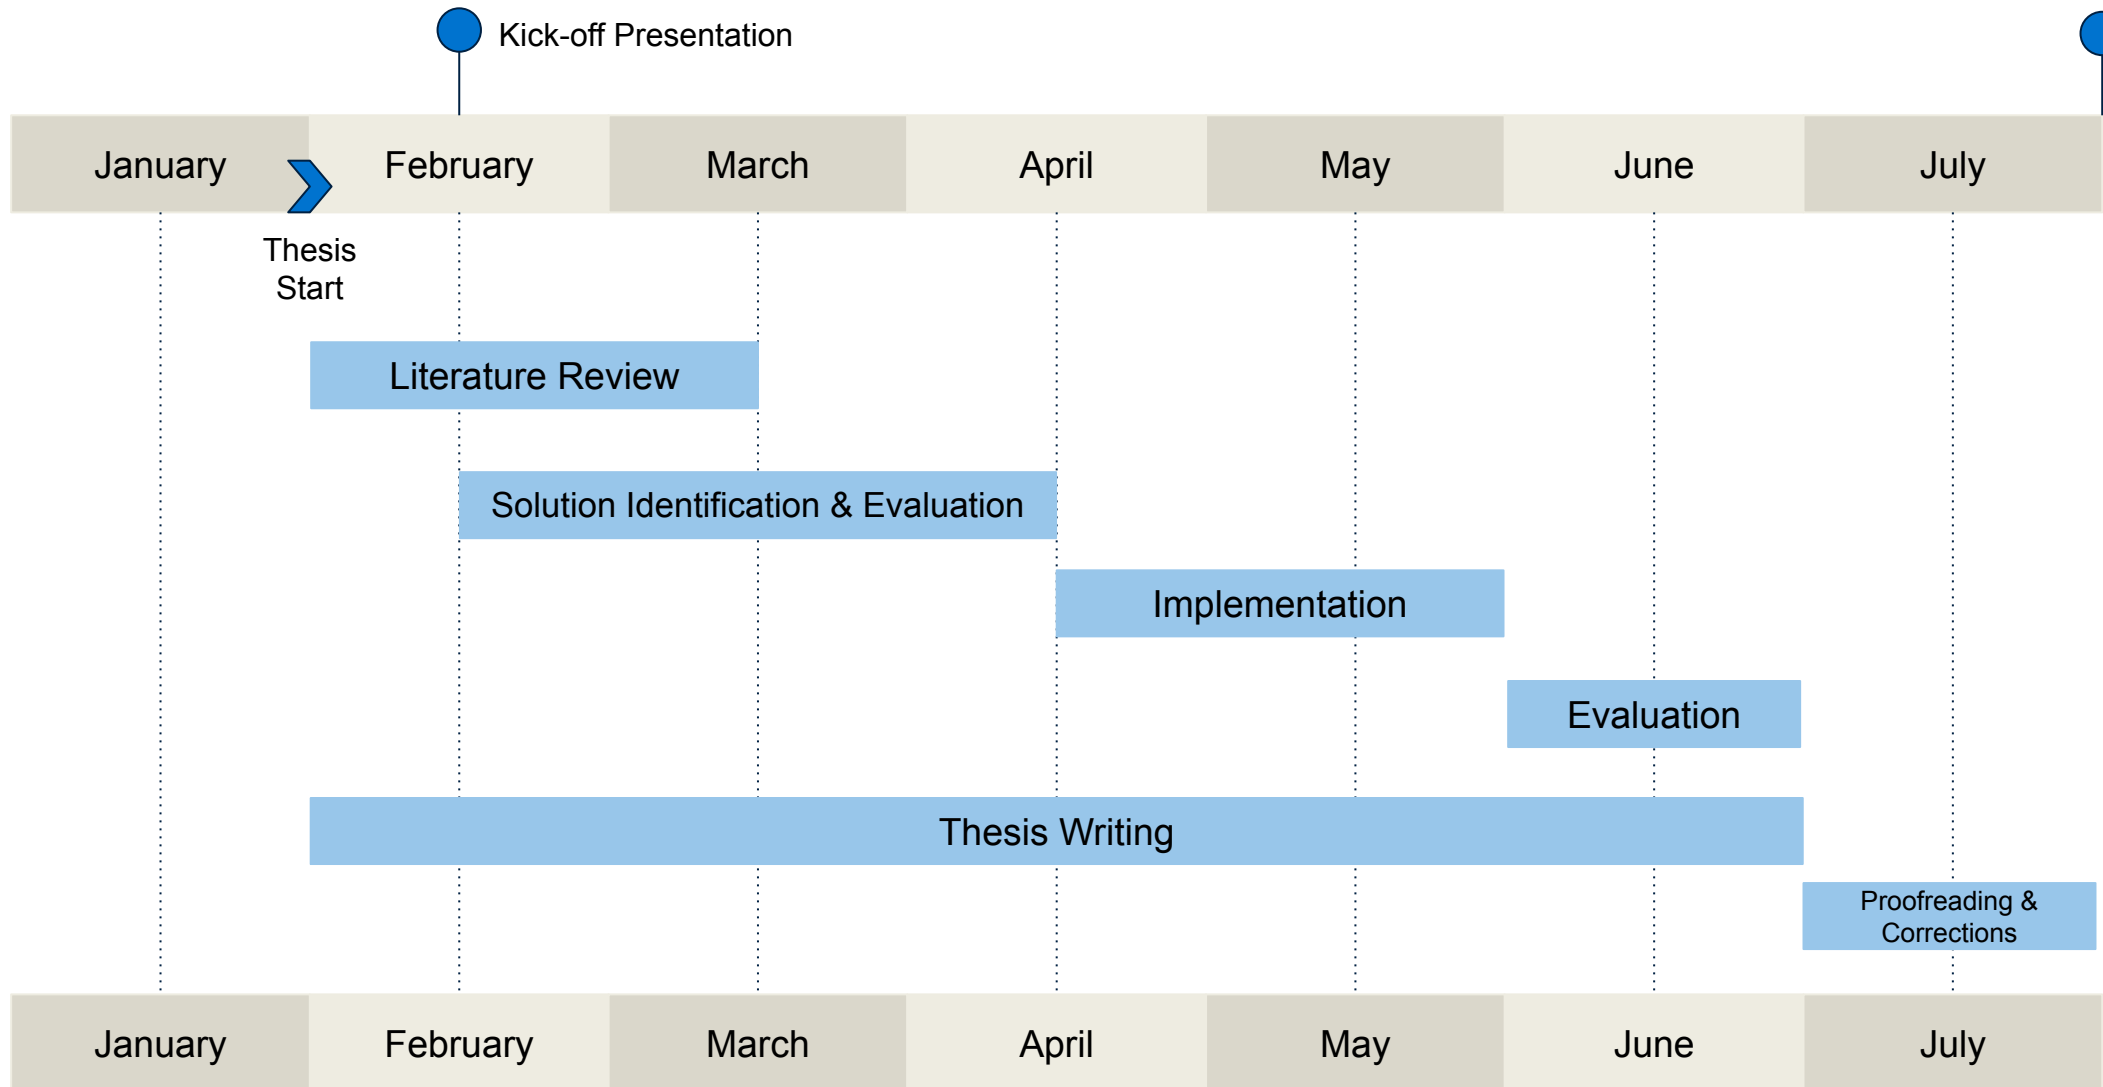 Kick-off Presentation
January February March April May June July
Thesis
Start
Literature Review
Solution Identification & Evaluation
Implementation
Evaluation
Thesis Writing
Proofreading &
Corrections
January February March April May June July